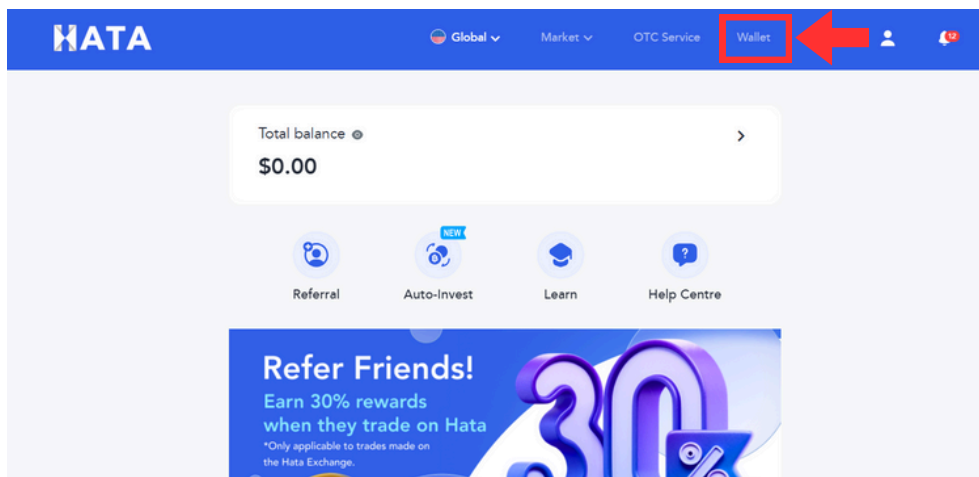 HATA
Global
Market
OTC Service
Wallet
12
Total balance
$0.00
NEW
Referral
Auto-Invest
Learn
Help Centre
Refer Friends!
Earn 30% rewards
when they trade on Hata
*Only applicable to trades made on
the Hata Exchange.
30
%